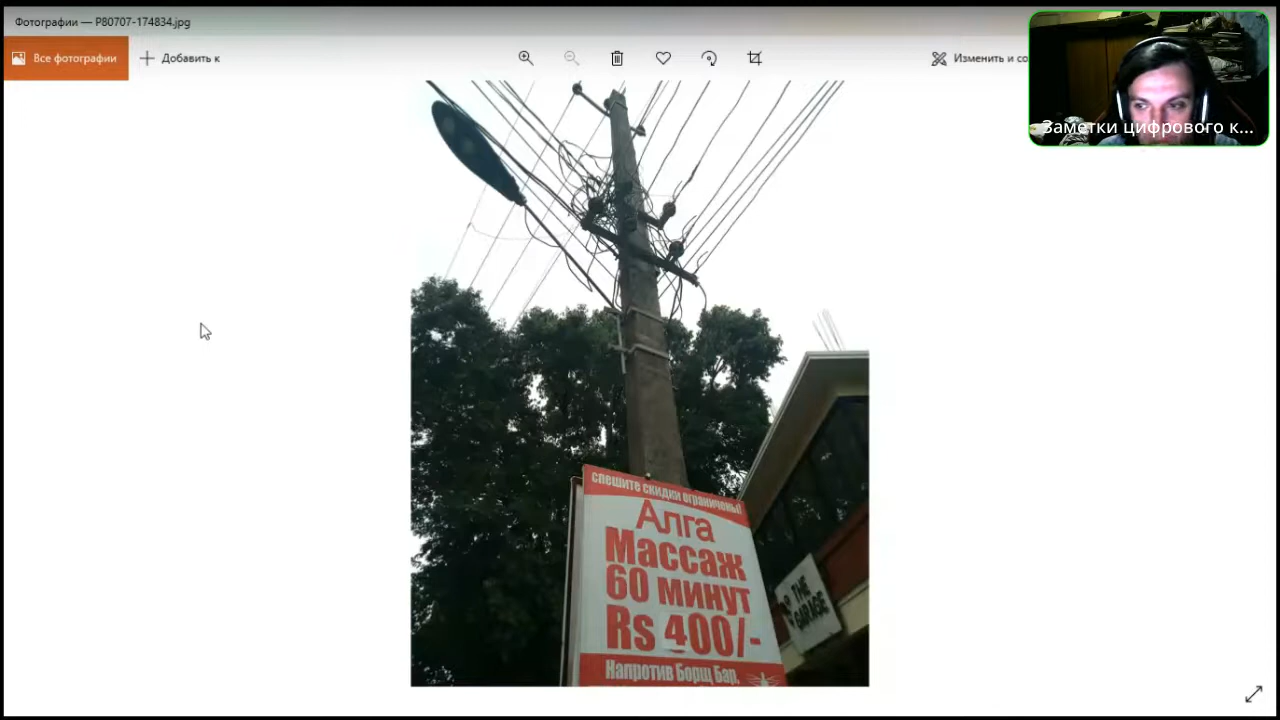 Фотографии — P80707-174834.jpg
Все фотографии
Добавить к
Изменить и со
Заметки цифрового к...
спешите скидки ограничены!
Алга
Массаж
60 минут
Rs 400/-
Напротив Борщ Бар.
THE
GARAGE